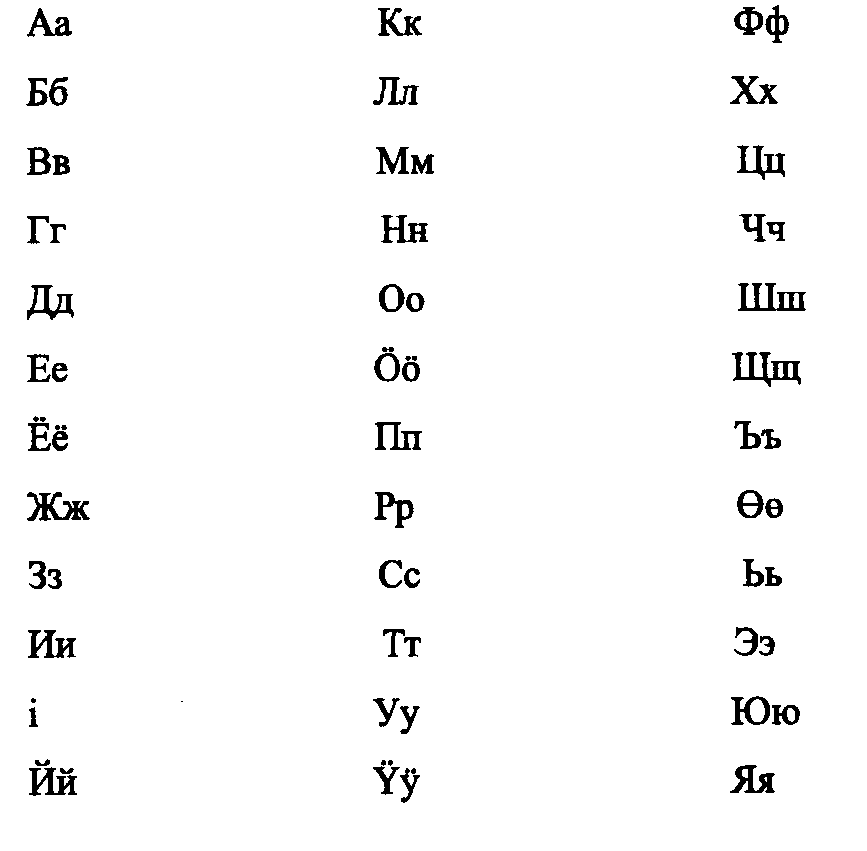 Аа Кк Фф
Бб Лл Хх
Вв Мм Цц
Гг Нн Чч
Дд Оо Шш
Ее Ӧӧ Щщ
Ёё Пп Ъъ
Жж Рр Ѳѳ
Зз Сс Ьь
Ии Тт Ээ
і Уу Юю
Йй Ӱӱ Яя